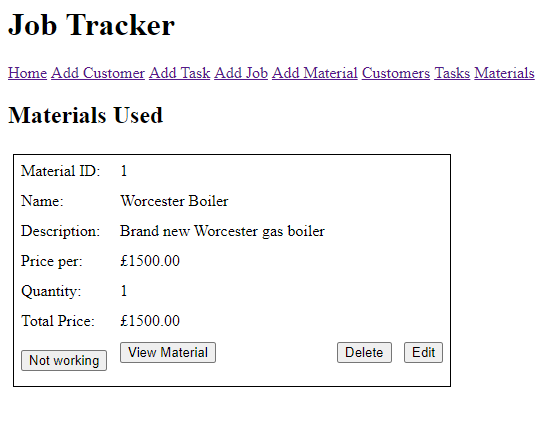 Job Tracker
Home Add Customer Add Task Add Job Add Material Customers Tasks Materials
Materials Used
Material ID: 1
Name: Worcester Boiler
Description: Brand new Worcester gas boiler
Price per: £1500.00
Quantity: 1
Total Price: £1500.00
Not working View Material Delete Edit